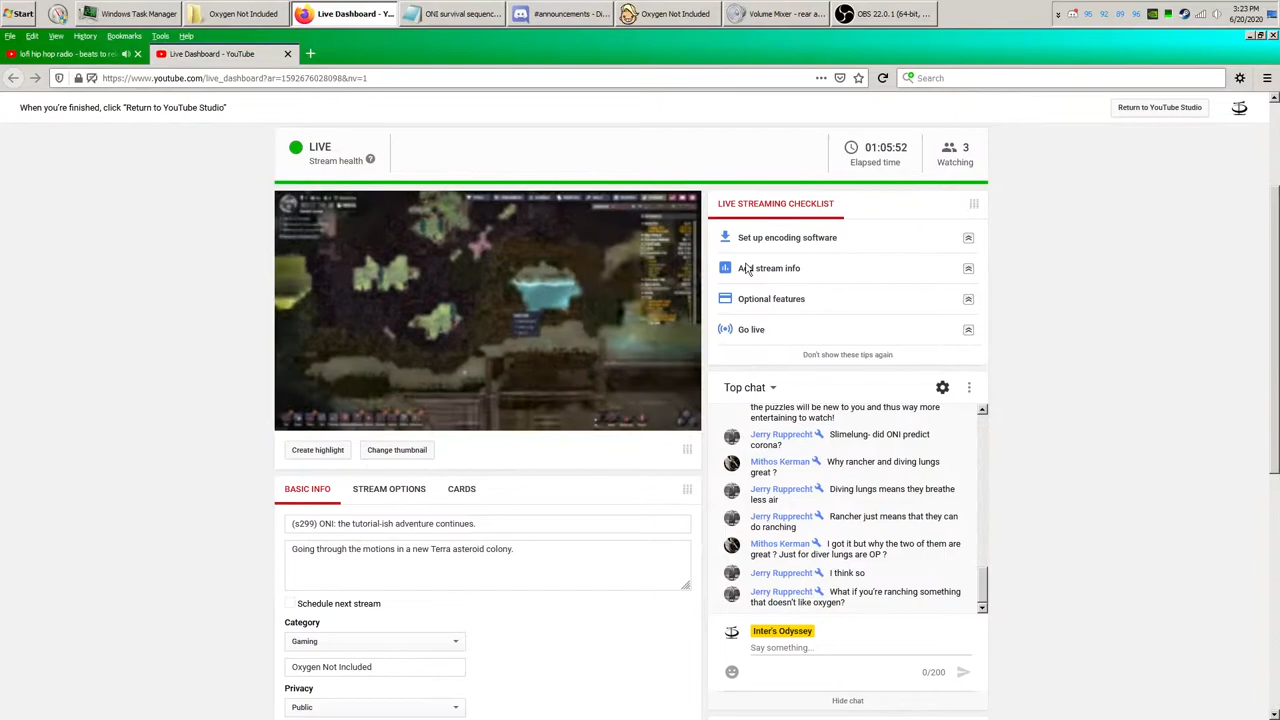 Start
Windows Task Manager
Oxygen Not Included
Live Dashboard - Y...
ONI survival sequenc...
#announcements - Di...
Oxygen Not Included
Volume Mixer - rear a...
OBS 22.0.1 (64-bit, ...
96 92 89 96
3:23 PM
6/20/2020
File Edit View History Bookmarks Tools Help
lofi hip hop radio - beats to rel
Live Dashboard - YouTube
https://www.youtube.com/live_dashboard?ar=1592676028098&nv=1
Search
When you're finished, click "Return to YouTube Studio"
Return to YouTube Studio
LIVE
Stream health
01:05:52
Elapsed time
3
Watching
LIVE STREAMING CHECKLIST
Set up encoding software
Add stream info
Optional features
Go live
Don't show these tips again
Create highlight
Change thumbnail
BASIC INFO
STREAM OPTIONS
CARDS
(s299) ONI: the tutorial-ish adventure continues.
Going through the motions in a new Terra asteroid colony.
Schedule next stream
Category
Gaming
Oxygen Not Included
Privacy
Public
Top chat
the puzzles will be new to you and thus way more
entertaining to watch!
Jerry Rupprecht Slimelung- did ONI predict
corona?
Mithos Kerman Why rancher and diving lungs
great ?
Jerry Rupprecht Diving lungs means they breathe
less air
Jerry Rupprecht Rancher just means that they can
do ranching
Mithos Kerman I got it but why the two of them are
great ? Just for diver lungs are OP ?
Jerry Rupprecht I think so
Jerry Rupprecht What if you're ranching something
that doesn't like oxygen?
Inter's Odyssey
Say something...
0/200
Hide chat